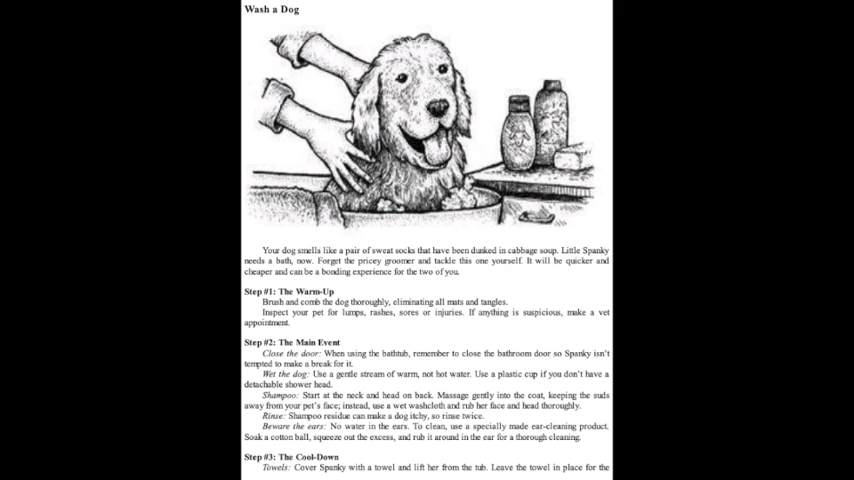 Wash a Dog
Your dog smells like a pair of sweat socks that have been dunked in cabbage soup. Little Spanky
needs a bath, now. Forget the pricey groomer and tackle this one yourself. It will be quicker and
cheaper and can be a bonding experience for the two of you.
Step #1: The Warm-Up
Brush and comb the dog thoroughly, eliminating all mats and tangles.
Inspect your pet for lumps, rashes, sores or injuries. If anything is suspicious, make a vet
appointment.
Step #2: The Main Event
Close the door: When using the bathtub, remember to close the bathroom door so Spanky isn't
tempted to make a break for it.
Wet the dog: Use a gentle stream of warm, not hot water. Use a plastic cup if you don't have a
detachable shower head.
Shampoo: Start at the neck and head on back. Massage gently into the coat, keeping the suds
away from your pet's face; instead, use a wet washcloth and rub her face and head thoroughly.
Rinse: Shampoo residue can make a dog itchy, so rinse twice.
Beware the ears: No water in the ears. To clean, use a specially made ear-cleaning product.
Soak a cotton ball, squeeze out the excess, and rub it around in the ear for a thorough cleaning.
Step #3: The Cool-Down
Towels: Cover Spanky with a towel and lift her from the tub. Leave the towel in place for the